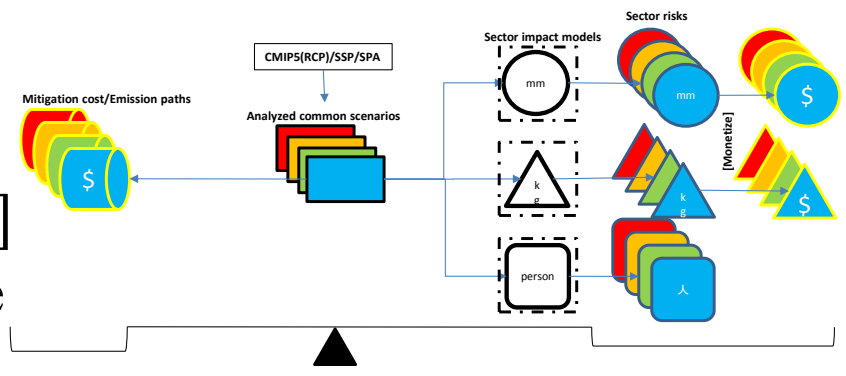 Sector risks
Sector impact models
CMIP5(RCP)/SSP/SPA
mm
mm
$
Mitigation cost/Emission paths
Analyzed common scenarios
[Monetize]
$
k
g
k
g
$
]
person
人